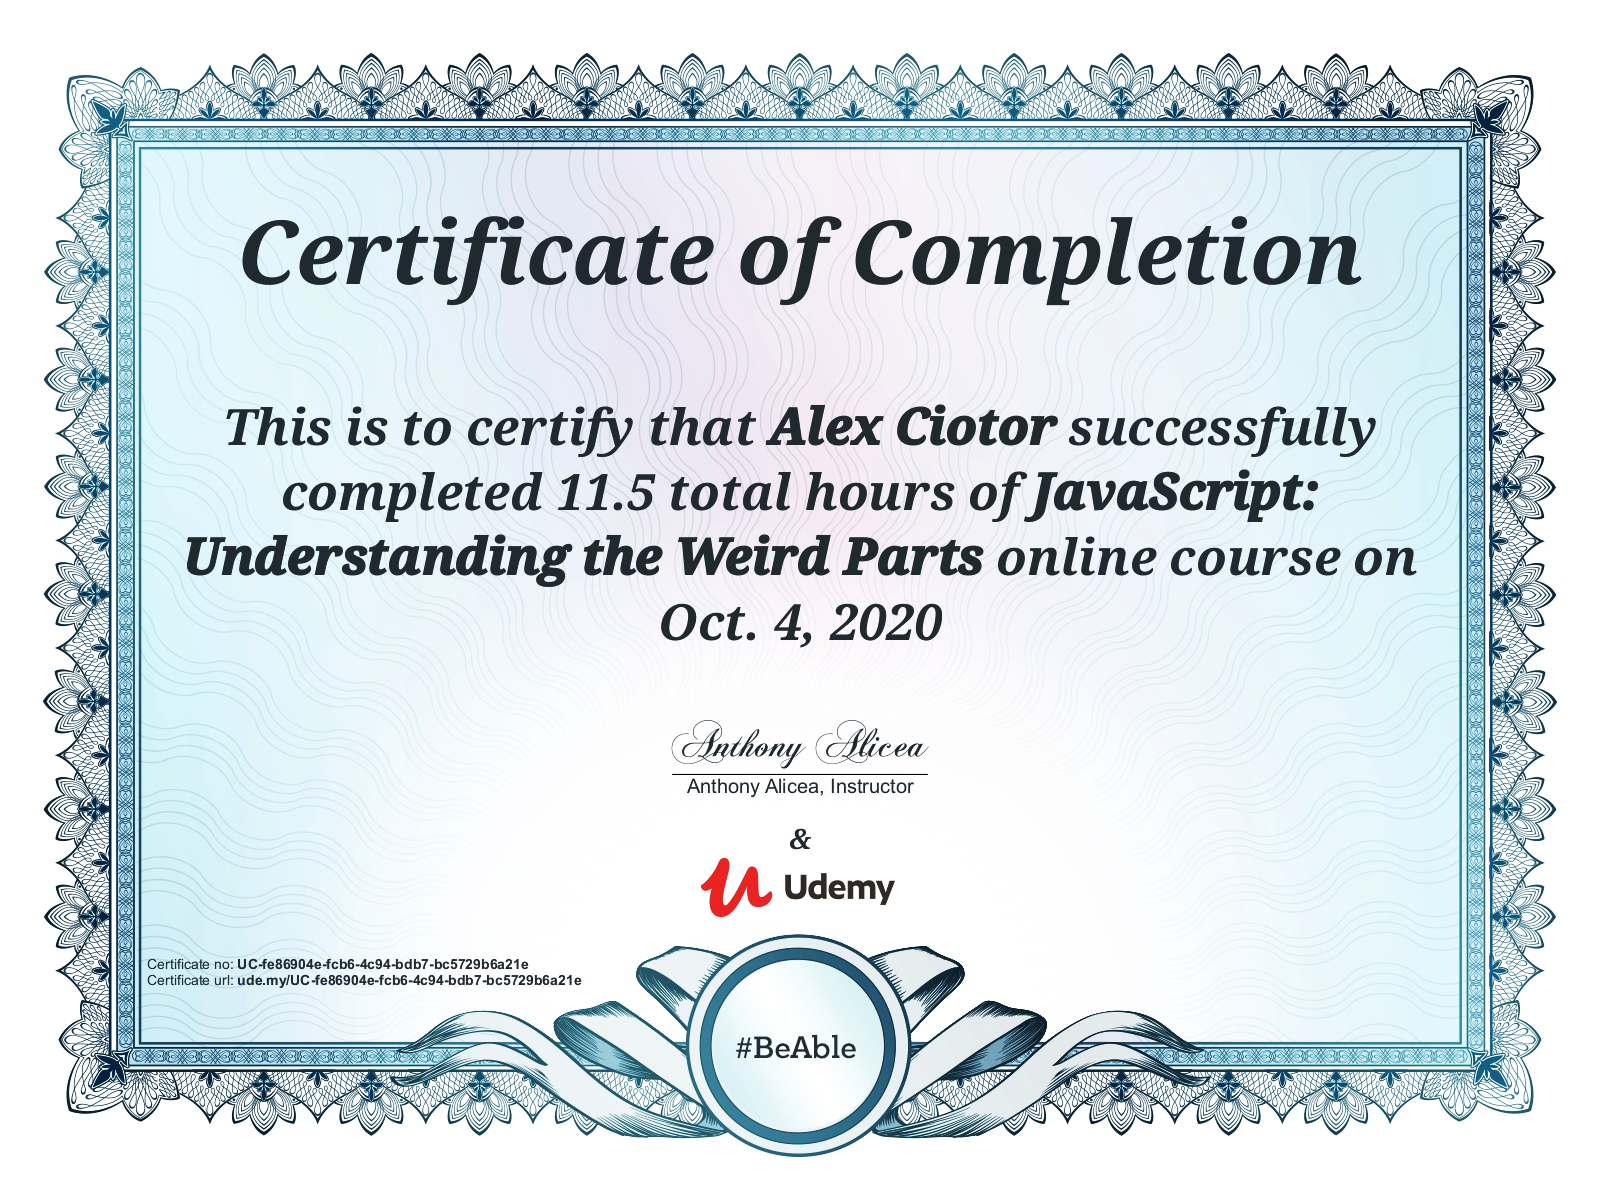 Certificate of Completion
This is to certify that Alex Ciotor successfully
completed 11.5 total hours of JavaScript:
Understanding the Weird Parts online course on
Oct. 4, 2020
Anthony Alicea
Anthony Alicea, Instructor
&
Udemy
Certificate no: UC-fe86904e-fcb6-4c94-bdb7-bc5729b6a21e
Certificate url: ude.my/UC-fe86904e-fcb6-4c94-bdb7-bc5729b6a21e
#BeAble